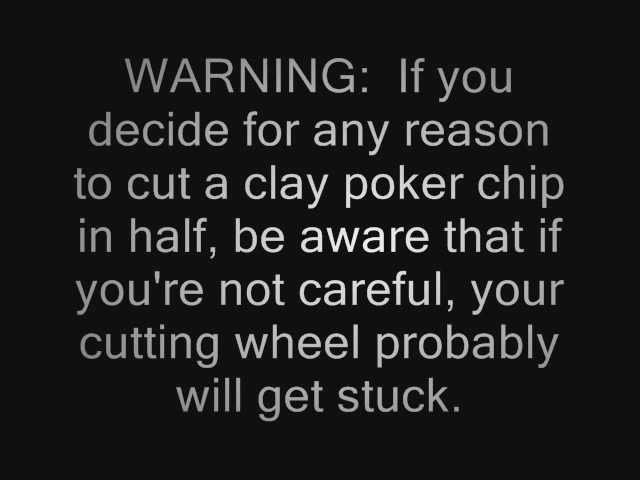 WARNING:  If you
decide for any reason
to cut a clay poker chip
in half, be aware that if
you're not careful, your
cutting wheel probably
will get stuck.